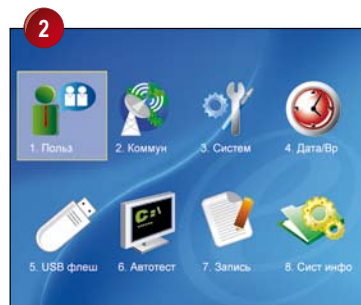 2
1. Польз
2. Коммун
3. Систем
4. Дата/Вр
5. USB флеш
6. Автотест
7. Запись
8. Сист инфо
C:\